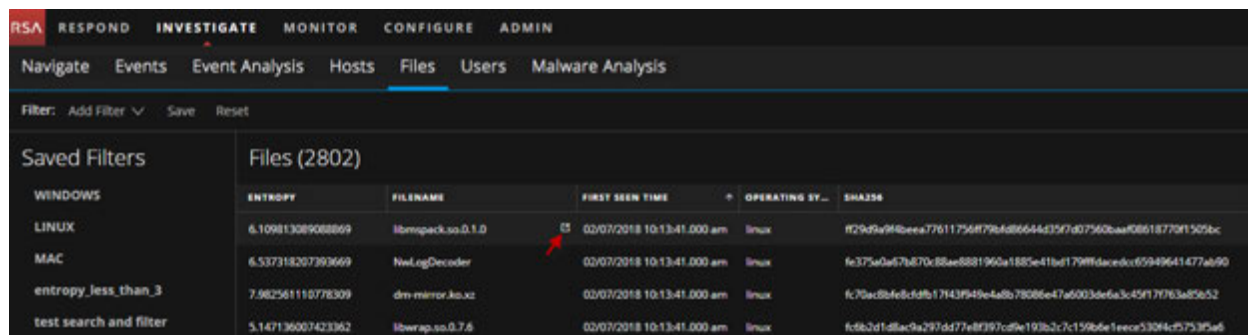 RSA RESPOND INVESTIGATE MONITOR CONFIGURE ADMIN
Navigate Events Event Analysis Hosts Files Users Malware Analysis
Filter: Add Filter Save Reset
Saved Filters
Files (2802)
WINDOWS
ENTROPY FILENAME FIRST SEEN TIME OPERATING SY... SHA256
LINUX
6.109813089088869 libmspack.so.0.1.0 02/07/2018 10:13:41.000 am linux
MAC
6.537318207393669 NwLogDecoder 02/07/2018 10:13:41.000 am linux
entropy_less_than_3
7.982561110778309 dm-mirror.ko.xz 02/07/2018 10:13:41.000 am linux
test search and filter
5.147136007423362 libwrap.so.0.7.6 02/07/2018 10:13:41.000 am linux